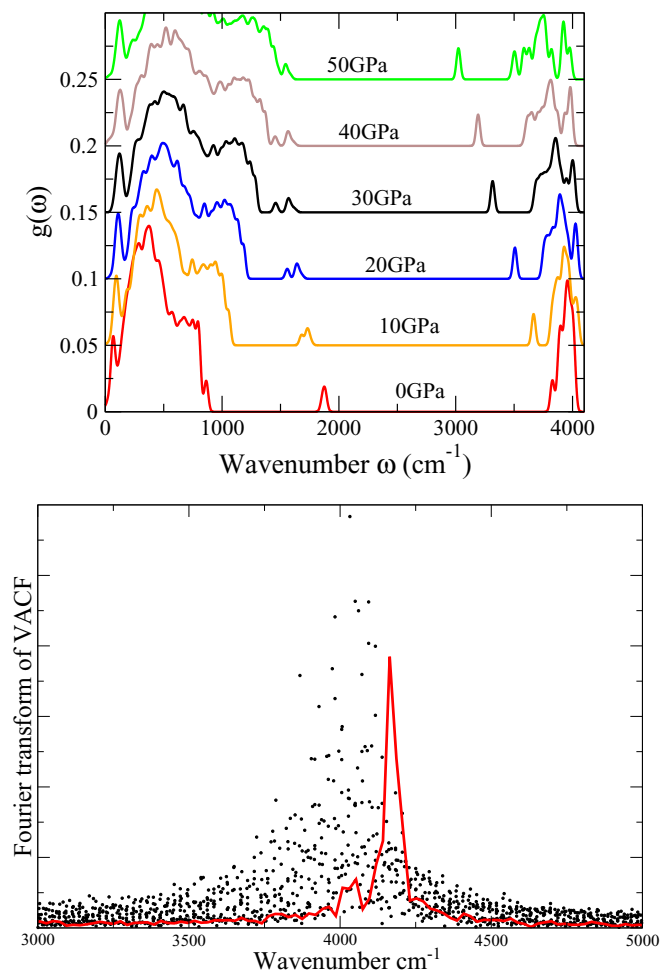 50GPa
0.25
40GPa
0.2
30GPa
0.15
20GPa
0.1
10GPa
0.05
0GPa
0
g(ω)
0 1000 2000 3000 4000
Wavenumber ω (cm-1)
Fourier transform of VACF
3000 3500 4000 4500 5000
Wavenumber cm-1